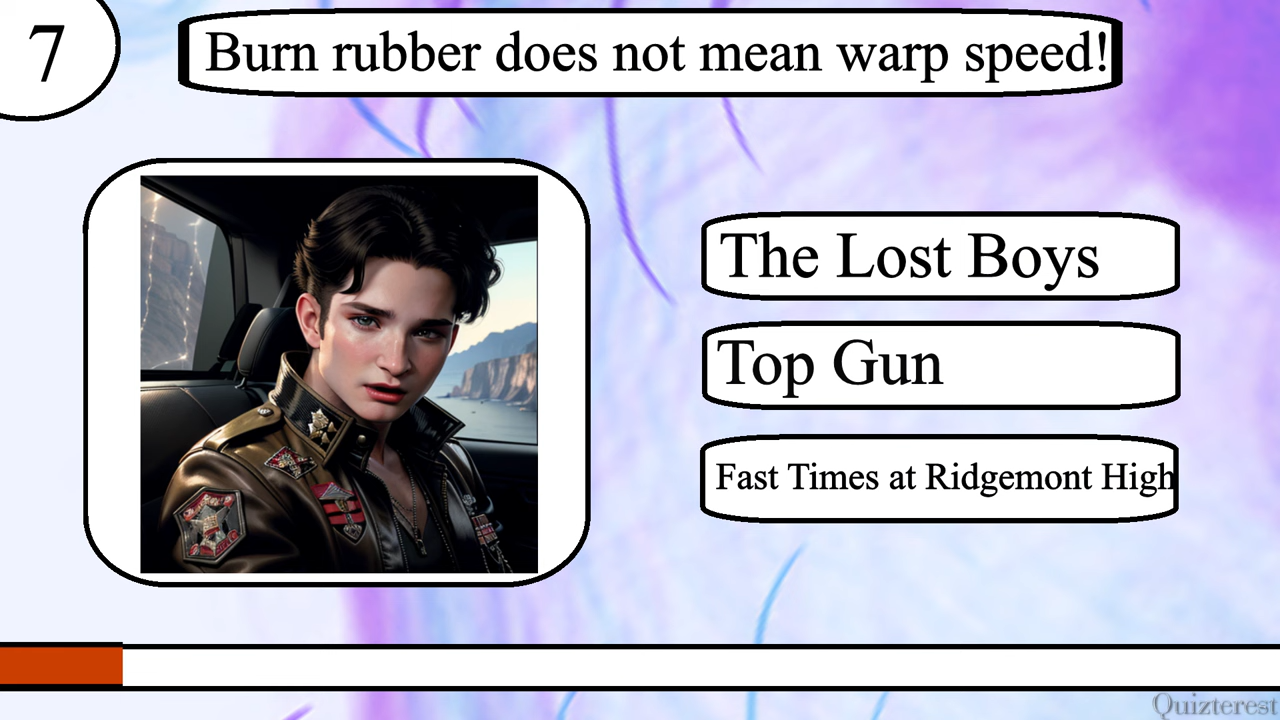 7
Burn rubber does not mean warp speed!
The Lost Boys
Top Gun
Fast Times at Ridgemont High
Quizterest